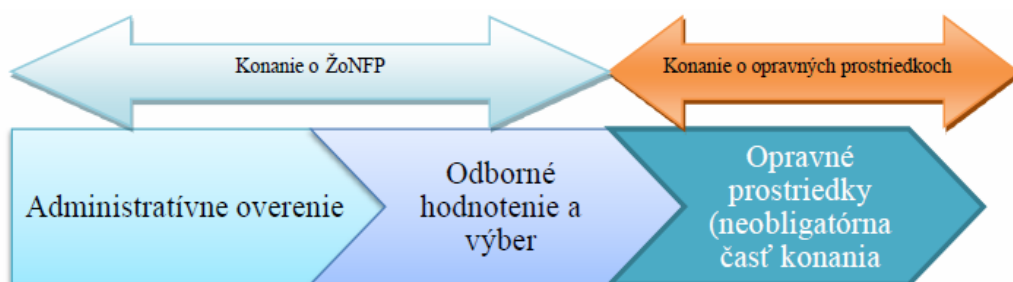 Konanie o ŽoNFP
Konanie o opravných prostriedkoch
Administratívne overenie
Odborné
hodnotenie a
výber
Opravné
prostriedky
(neobligatórna
časť konania